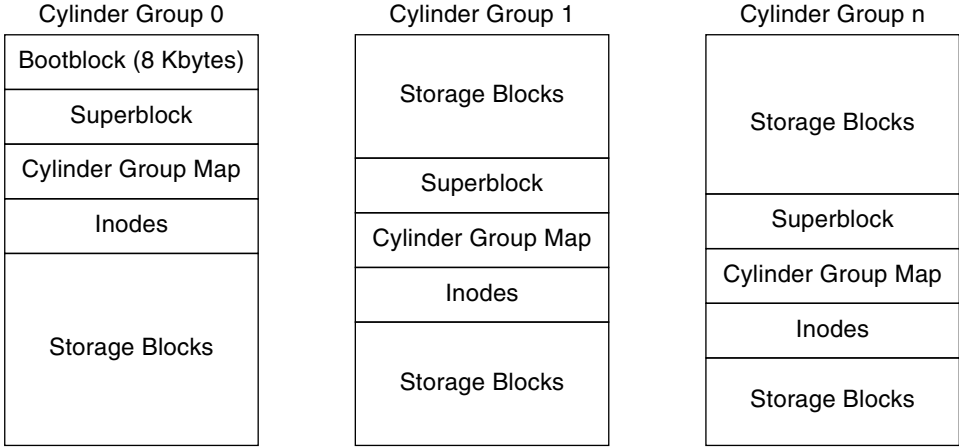 Cylinder Group 0
Bootblock (8 Kbytes)
Superblock
Cylinder Group Map
Inodes
Storage Blocks
Cylinder Group 1
Storage Blocks
Superblock
Cylinder Group Map
Inodes
Storage Blocks
Cylinder Group n
Storage Blocks
Superblock
Cylinder Group Map
Inodes
Storage Blocks